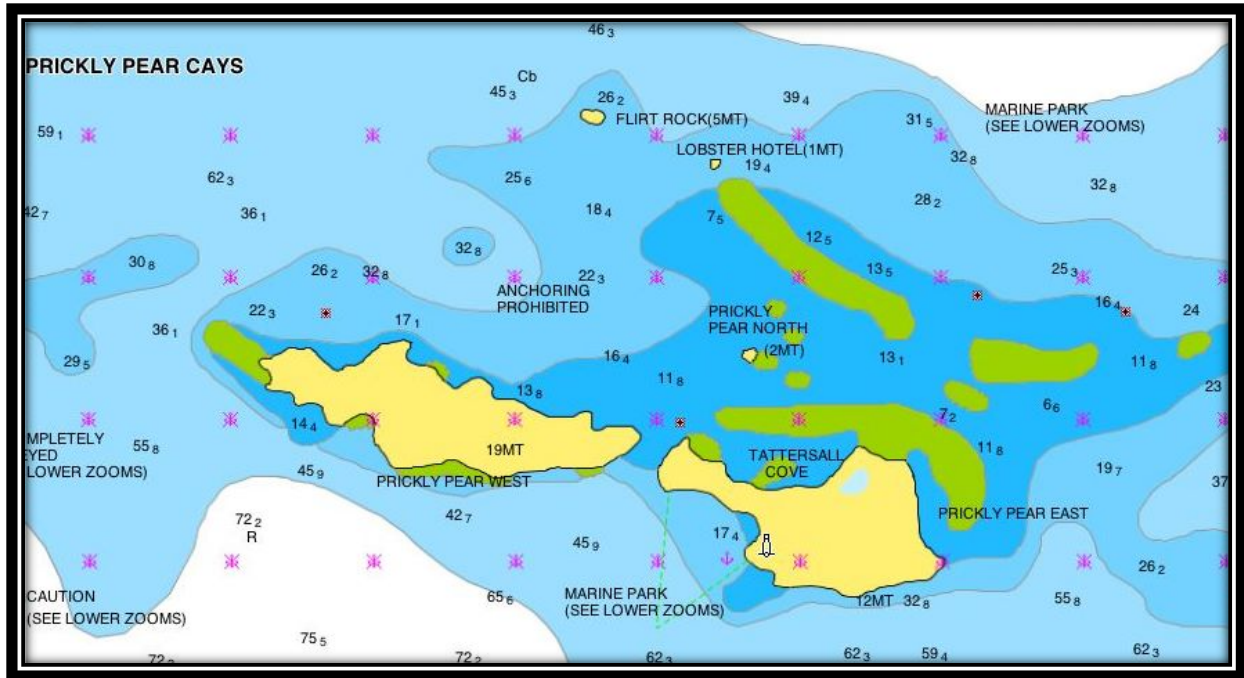 46₃
PRICKLY PEAR CAYS
Cb
45₃
26₂
39₄
MARINE PARK
(SEE LOWER ZOOMS)
FLIRT ROCK(5MT)
31₅
59₁
LOBSTER HOTEL(1MT)
19₄
32₈
62₃
25₆
32₈
28₂
42₇
36₁
18₄
7₅
12₅
32₈
30₈
26₂
32₈
22₃
13₅
25₃
ANCHORING
PROHIBITED
16₄
22₃
17₁
PRICKLY
PEAR NORTH
(2MT)
24
36₁
29₅
16₄
13₁
11₈
11₈
13₈
23
6₆
7₂
14₄
MPLETELY
YED
LOWER ZOOMS)
55₈
19MT
11₈
TATTERSALL
COVE
45₉
19₇
37
PRICKLY PEAR WEST
42₇
PRICKLY PEAR EAST
72₂
R
45₉
17₄
26₂
CAUTION
(SEE LOWER ZOOMS)
65₆
MARINE PARK
(SEE LOWER ZOOMS)
12MT
32₈
55₈
75₅
62₃
62₃
59₄
62₃